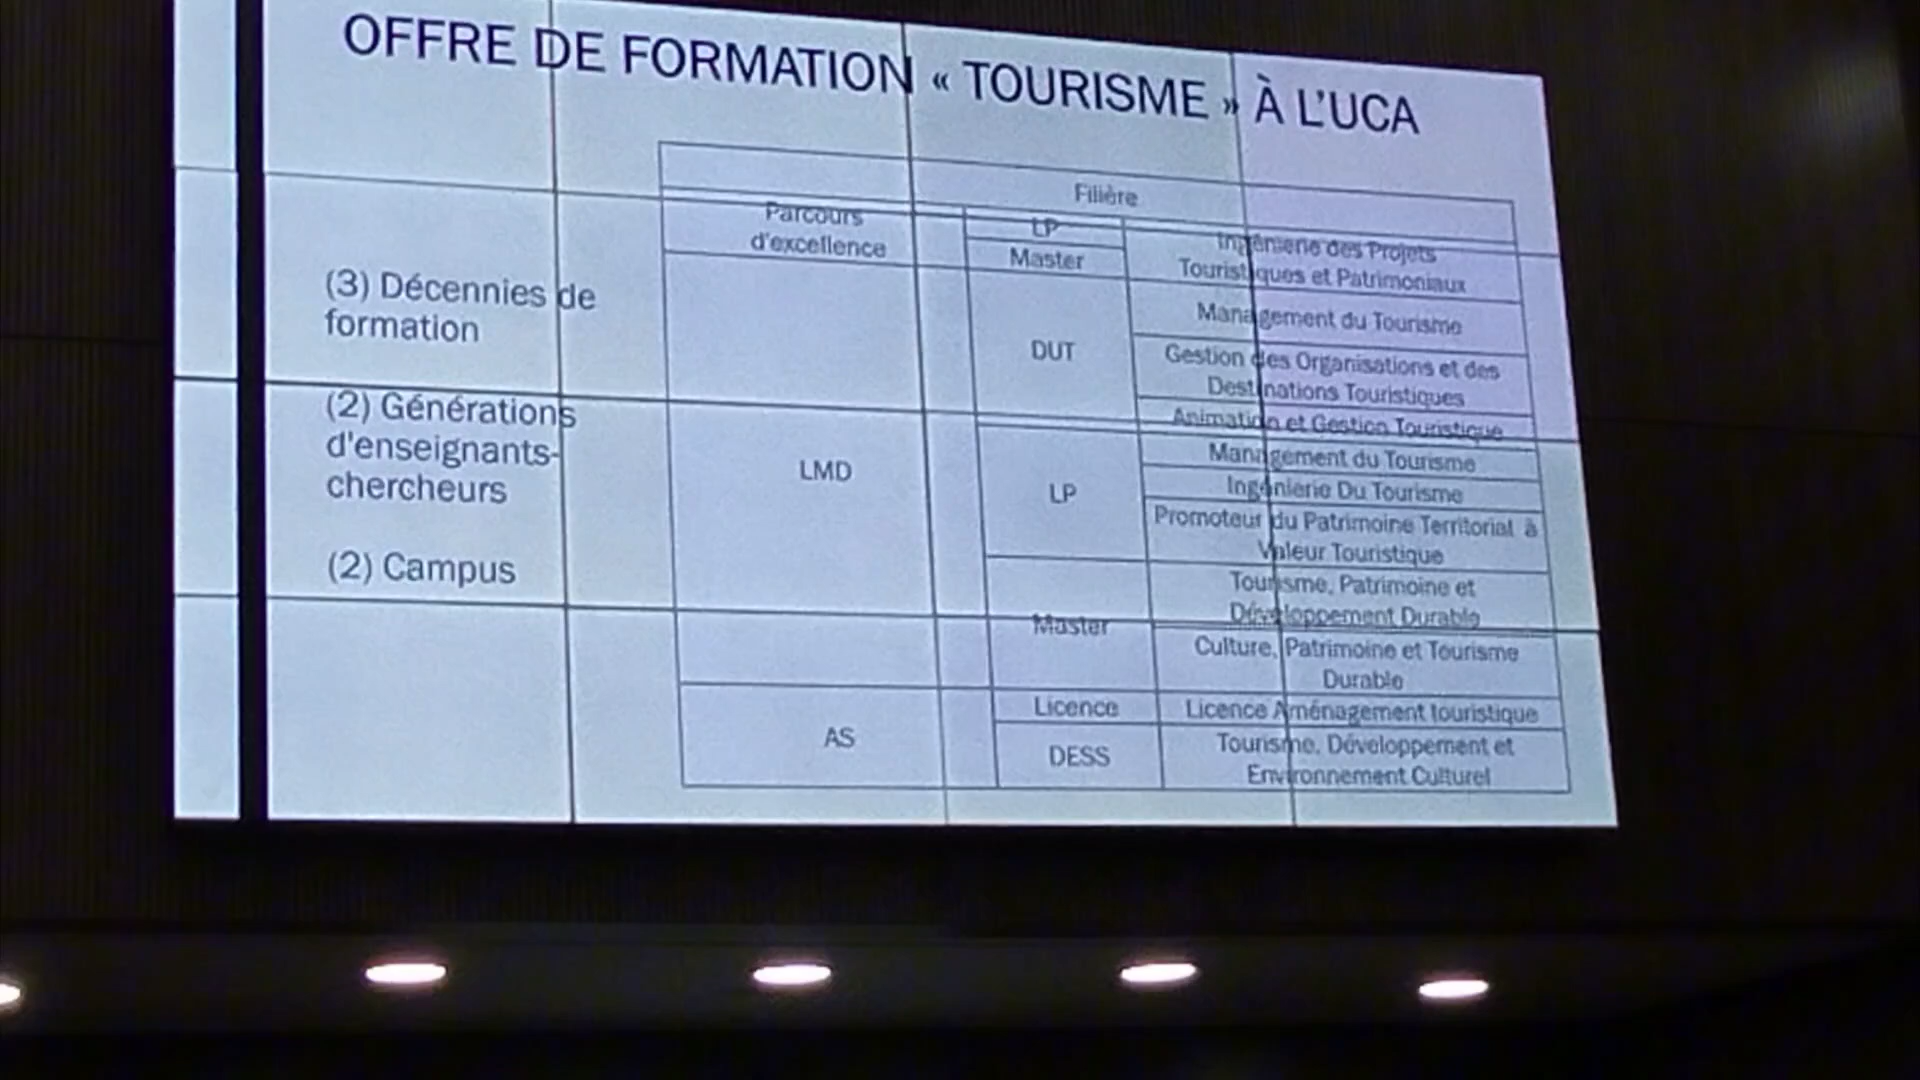 OFFRE DE FORMATION « TOURISME » À L'UCA
(3) Décennies de
formation
(2) Générations
d'enseignants-
chercheurs
(2) Campus
Filière
Parcours
d'excellence
LP
Master
Ingénierie des Projets
Touristiques et Patrimoniaux
LMD
DUT
Management du Tourisme
Gestion des Organisations et des
Destinations Touristiques
Animation et Gestion Touristique
LP
Management du Tourisme
Ingénierie Du Tourisme
Promoteur du Patrimoine Territorial à
Valeur Touristique
Master
Tourisme, Patrimoine et
Développement Durable
Culture, Patrimoine et Tourisme
Durable
AS
Licence
Licence Aménagement touristique
DESS
Tourisme, Développement et
Environnement Culturel